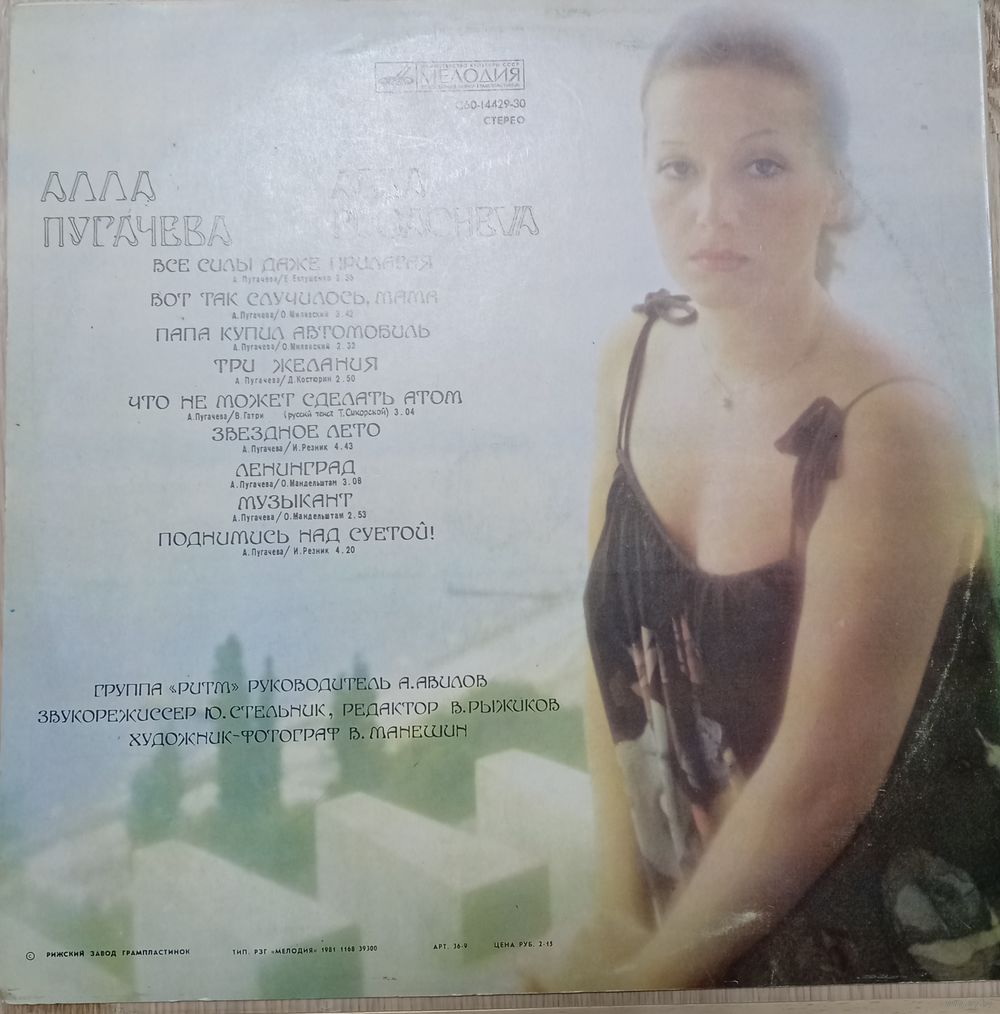 МЕЛОДИЯ
С60-14429-30
СТЕРЕО
АЛЛА
ПУГАЧЕВА
ALLA
PUGACHEVA
ВСЕ СИЛЫ ДАЖЕ ПРИЛАГАЯ
А. Пугачева/Е. Евтушенко 2.55
ВОТ ТАК СЛУЧИЛОСЬ, МАМА
А. Пугачева/О. Милявский 3.42
ПАПА КУПИЛ АВТОМОБИЛЬ
А. Пугачева/О. Милявский 2.32
ТРИ ЖЕЛАНИЯ
А. Пугачева/Д. Костюрин 2.50
ЧТО НЕ МОЖЕТ СДЕЛАТЬ АТОМ
А. Пугачева/В. Гатри (русский текст Т. Сикорской) 3.04
ЗВЕЗДНОЕ ЛЕТО
А. Пугачева/И. Резник 4.43
ЛЕНИНГРАД
А. Пугачева/О. Мандельштам 3.08
МУЗЫКАНТ
А. Пугачева/О. Мандельштам 2.53
ПОДНИМИСЬ НАД СУЕТОЙ!
А. Пугачева/ И. Резник 4.20
ГРУППА «РИТМ» РУКОВОДИТЕЛЬ А. АВИЛОВ
ЗВУКОРЕЖИССЕР Ю. СТЕЛЬНИК, РЕДАКТОР В. РЫЖИКОВ
ХУДОЖНИК-ФОТОГРАФ В. МАНЕШИН
© РИЖСКИЙ ЗАВОД ГРАМПЛАСТИНОК ТИП. РЗГ «МЕЛОДИЯ» 1981 1168 39300 АРТ. 36-9 ЦЕНА РУБ. 2-15